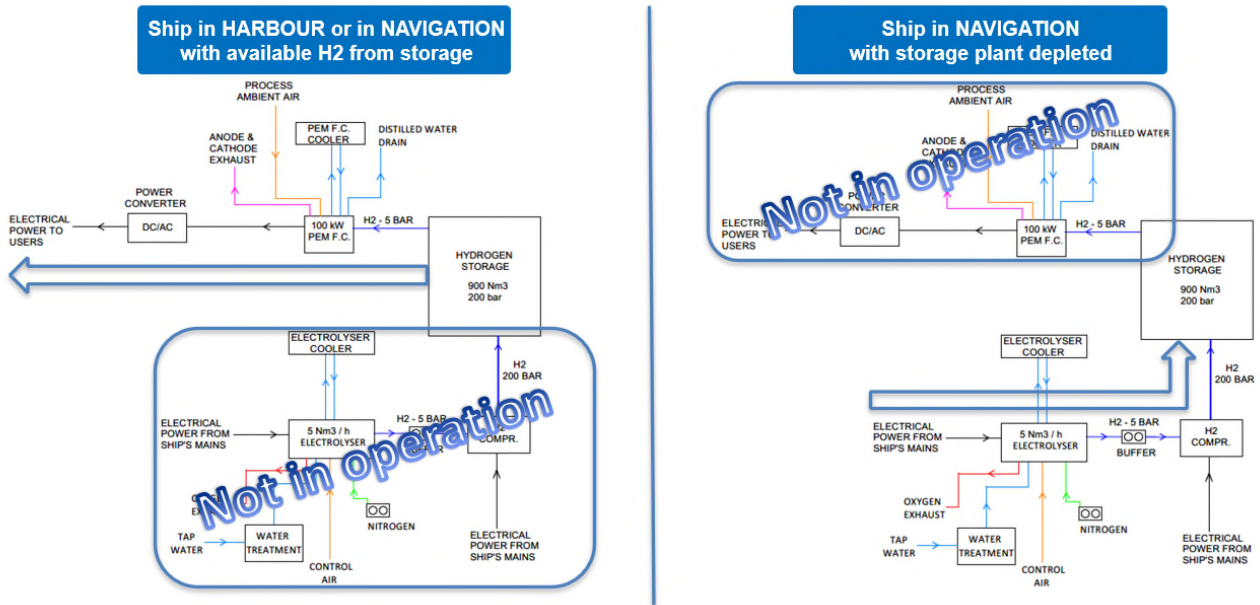 Ship in HARBOUR or in NAVIGATION
with available H2 from storage
PROCESS
AMBIENT AIR
ANODE &
CATHODE
EXHAUST
PEM F.C.
COOLER
DISTILLED WATER
DRAIN
POWER
CONVERTER
ELECTRICAL
POWER TO
USERS
DC/AC
100 kW
PEM F.C.
H2 - 5 BAR
HYDROGEN
STORAGE
900 Nm3
200 bar
ELECTROLYSER
COOLER
H2
200 BAR
Not in operation
ELECTRICAL
POWER FROM
SHIP'S MAINS
5 Nm3 / h
ELECTROLYSER
H2 - 5 BAR
COMPR.
NITROGEN
TAP
WATER
WATER
TREATMENT
CONTROL
AIR
ELECTRICAL
POWER FROM
SHIP'S MAINS
Ship in NAVIGATION
with storage plant depleted
PROCESS
AMBIENT AIR
ANODE &
DISTILLED WATER
DRAIN
Not in operation
CONVERTER
POWER TO
USERS
DC/AC
100 kW
PEM F.C.
H2 - 5 BAR
HYDROGEN
STORAGE
900 Nm3
200 bar
ELECTROLYSER
COOLER
H2
200 BAR
ELECTRICAL
POWER FROM
SHIP'S MAINS
5 Nm3 / h
ELECTROLYSER
H2 - 5 BAR
BUFFER
H2
COMPR.
OXYGEN
EXHAUST
NITROGEN
TAP
WATER
WATER
TREATMENT
CONTROL
AIR
ELECTRICAL
POWER FROM
SHIP'S MAINS